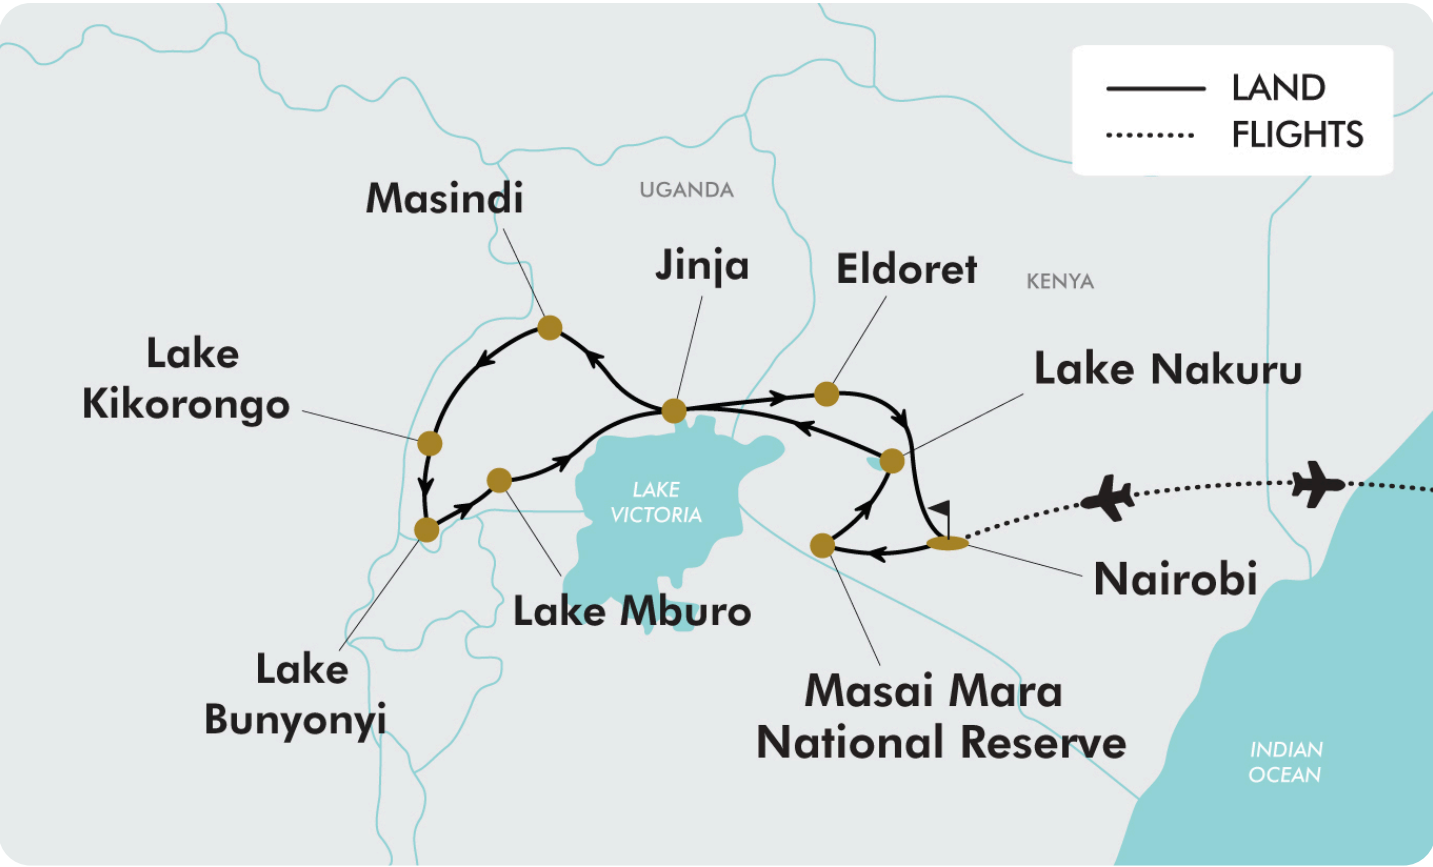 LAND
FLIGHTS
Masindi
UGANDA
Jinja
Eldoret
KENYA
Lake
Kikorongo
Lake Nakuru
LAKE
VICTORIA
Nairobi
Lake Mburo
Lake
Bunyonyi
Masai Mara
National Reserve
INDIAN
OCEAN